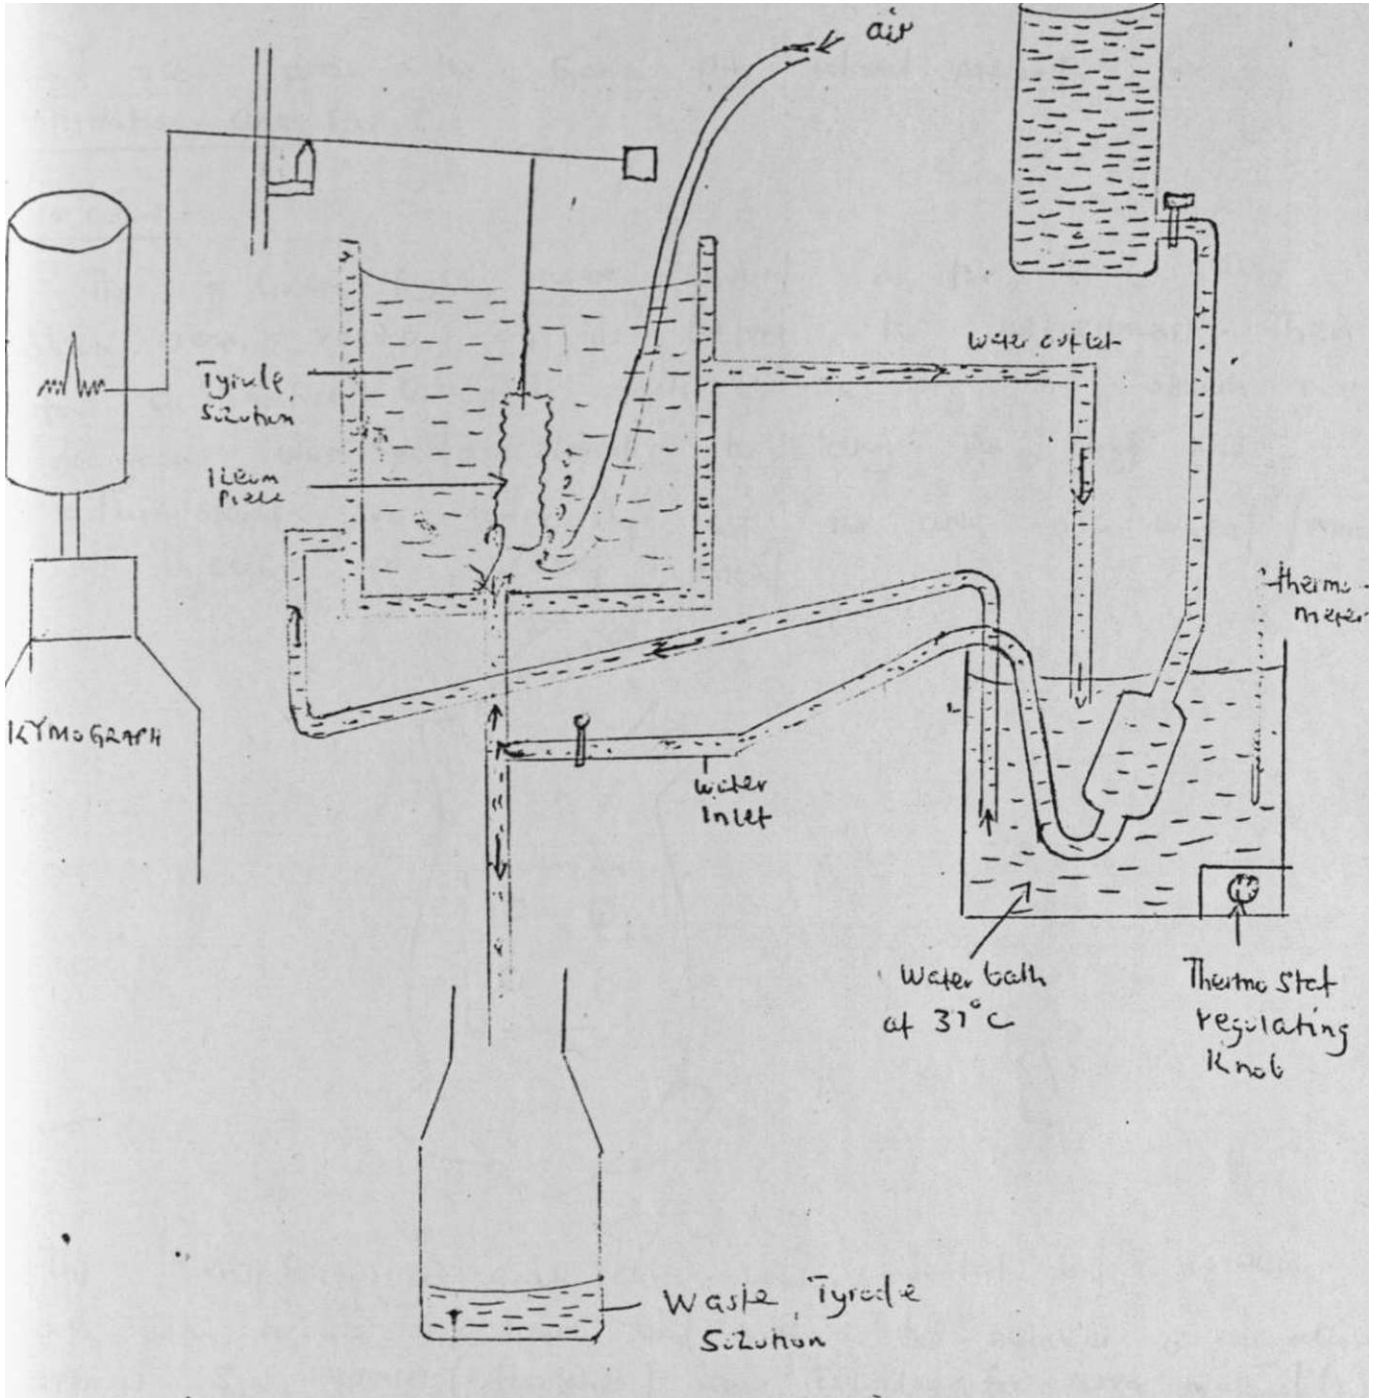 air
water outlet
Tyrode
Solution
Ileum
Piece
thermo-
meter
KYMOGRAPH
water
inlet
Water bath
at 37°C
Thermo Stat
regulating
Knob
Waste Tyrode
Solution